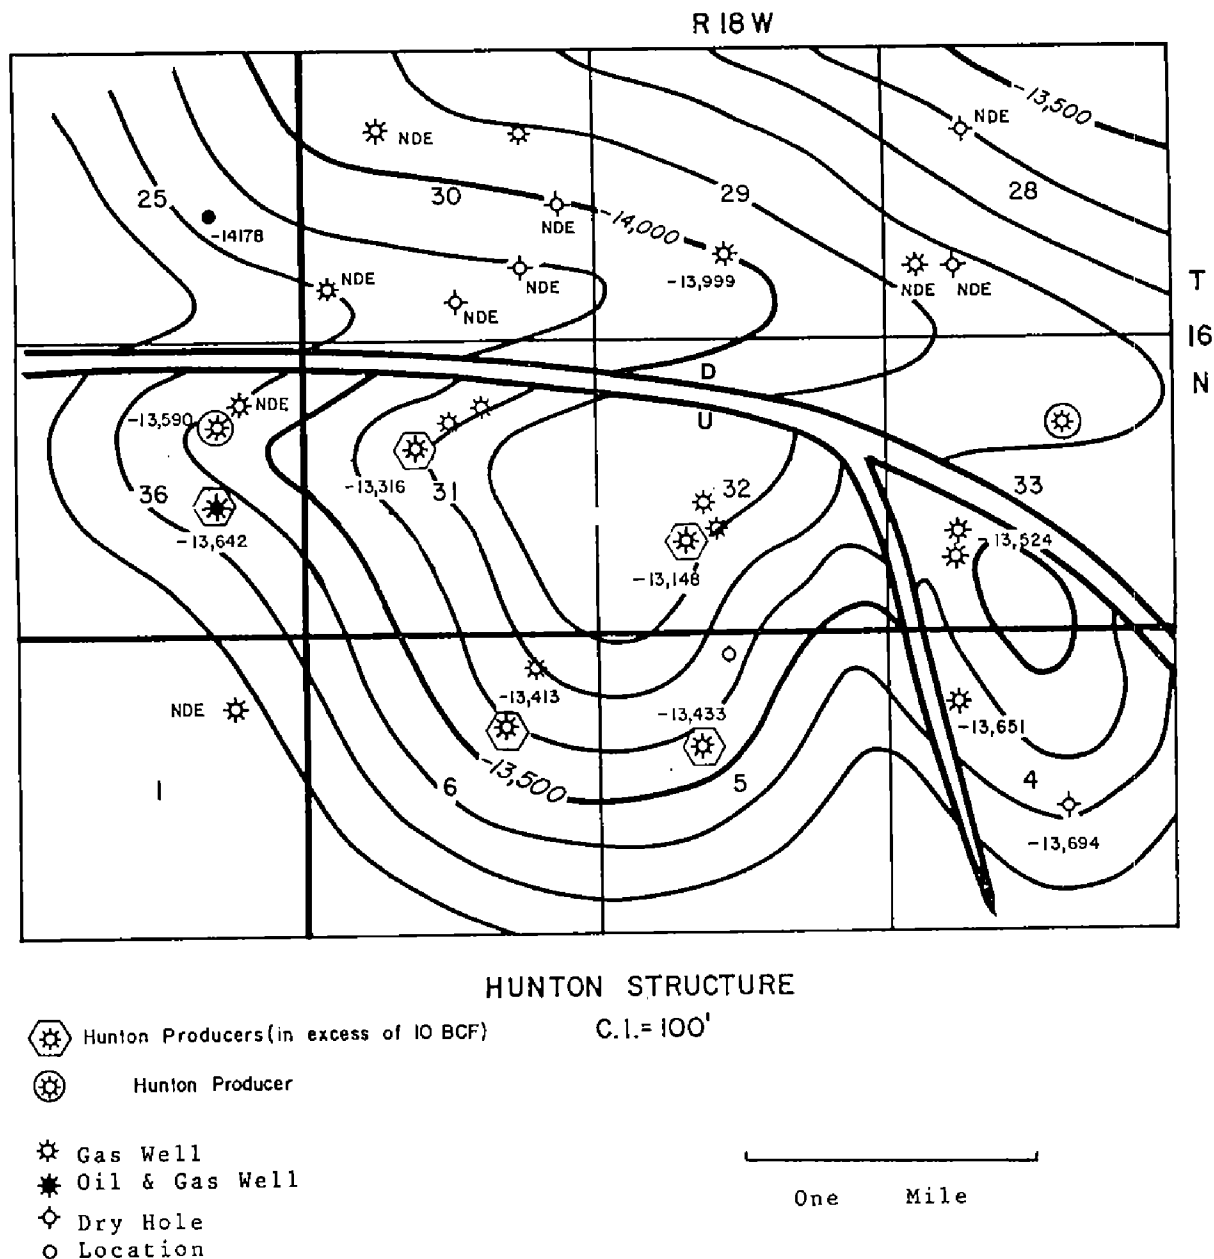 R 18 W
-13,500
NDE
NDE
25
30
29
28
-14178
NDE
-14,000
-13,999
NDE
NDE
NDE
NDE
NDE
T
16
N
D
U
-13,590
NDE
36
-13,316
31
32
33
-13,642
-13,524
-13,148
NDE
-13,413
-13,433
-13,651
-13,500
1
6
5
4
-13,694
HUNTON STRUCTURE
C.I.=100'
Hunton Producers (in excess of 10 BCF)
Hunton Producer
Gas Well
Oil & Gas Well
Dry Hole
Location
One Mile